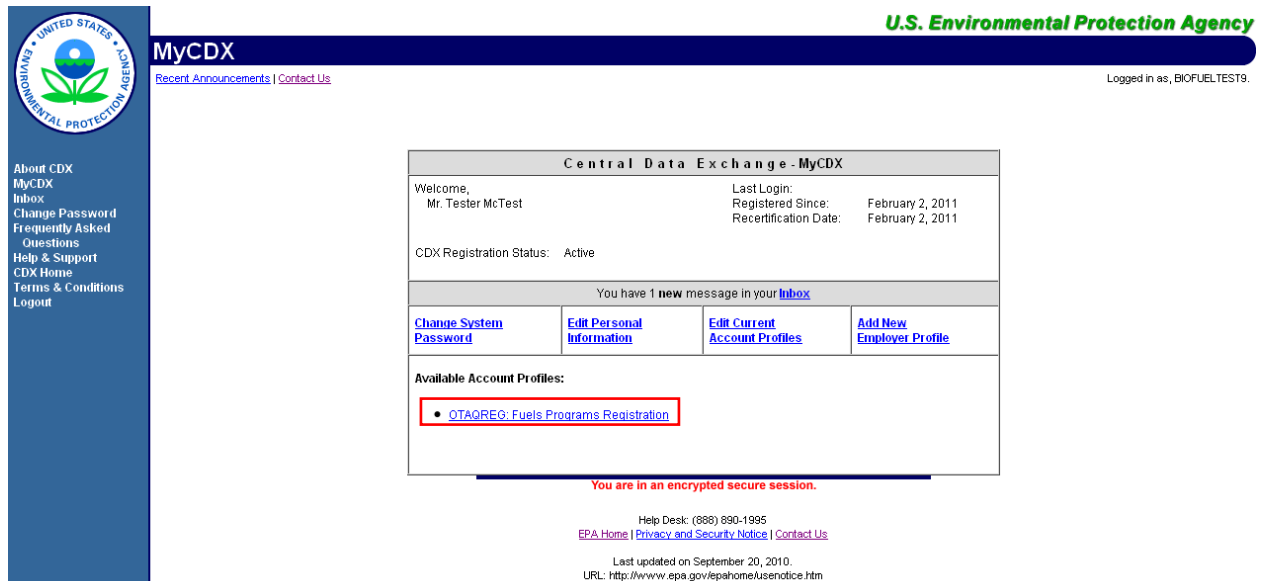 UNITED STATES
ENVIRONMENTAL PROTECTION AGENCY
U.S. Environmental Protection Agency
MyCDX
Recent Announcements | Contact Us
Logged in as, BIOFUELTEST9.
About CDX
MyCDX
Inbox
Change Password
Frequently Asked
Questions
Help & Support
CDX Home
Terms & Conditions
Logout
Central Data Exchange - MyCDX
Welcome,
Mr. Tester McTest
Last Login:
Registered Since: February 2, 2011
Recertification Date: February 2, 2011
CDX Registration Status: Active
You have 1 new message in your Inbox
Change System
Password
Edit Personal
Information
Edit Current
Account Profiles
Add New
Employer Profile
Available Account Profiles:
• OTAQREG: Fuels Programs Registration
You are in an encrypted secure session.
Help Desk: (888) 890-1995
EPA Home | Privacy and Security Notice | Contact Us
Last updated on September 20, 2010.
URL: http://www.epa.gov/epahome/usenotice.htm